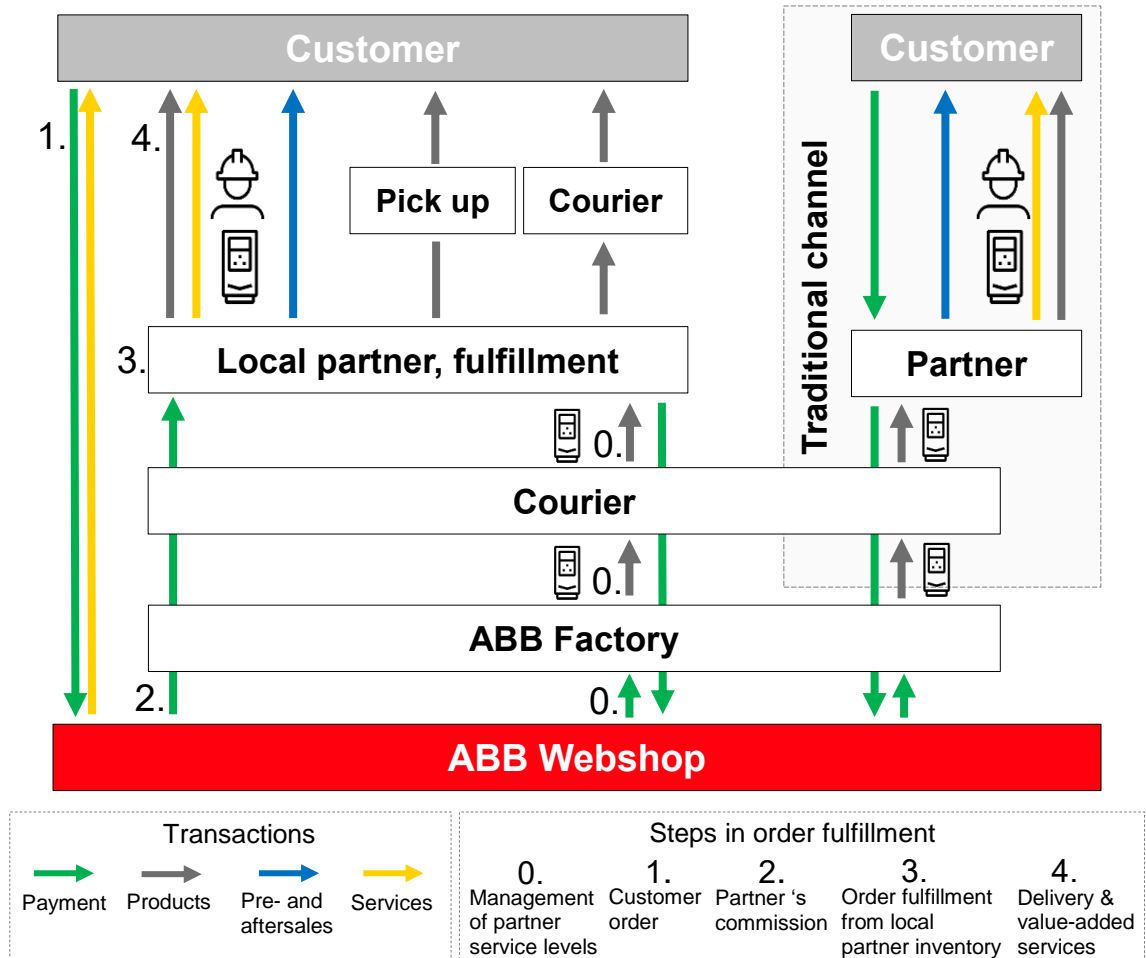 Customer
Customer
1.
4.
Pick up
Courier
Traditional channel
3.
Local partner, fulfillment
Partner
0.
Courier
0.
ABB Factory
2.
0.
ABB Webshop
Transactions
Payment
Products
Pre- and
aftersales
Services
Steps in order fulfillment
0.
Management
of partner
service levels
1.
Customer
order
2.
Partner ‘s
commission
3.
Order fulfillment
from local
partner inventory
4.
Delivery &
value-added
services